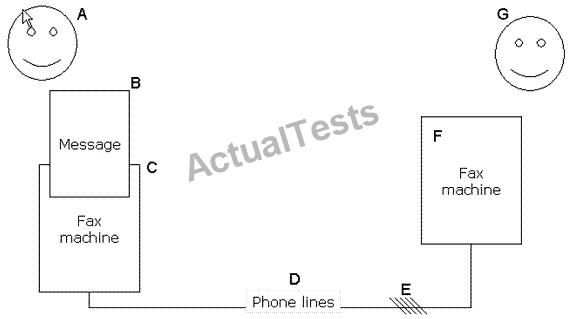 A
G
B
Message
ActualTests
F
C
Fax
machine
Fax
machine
D
E
Phone lines